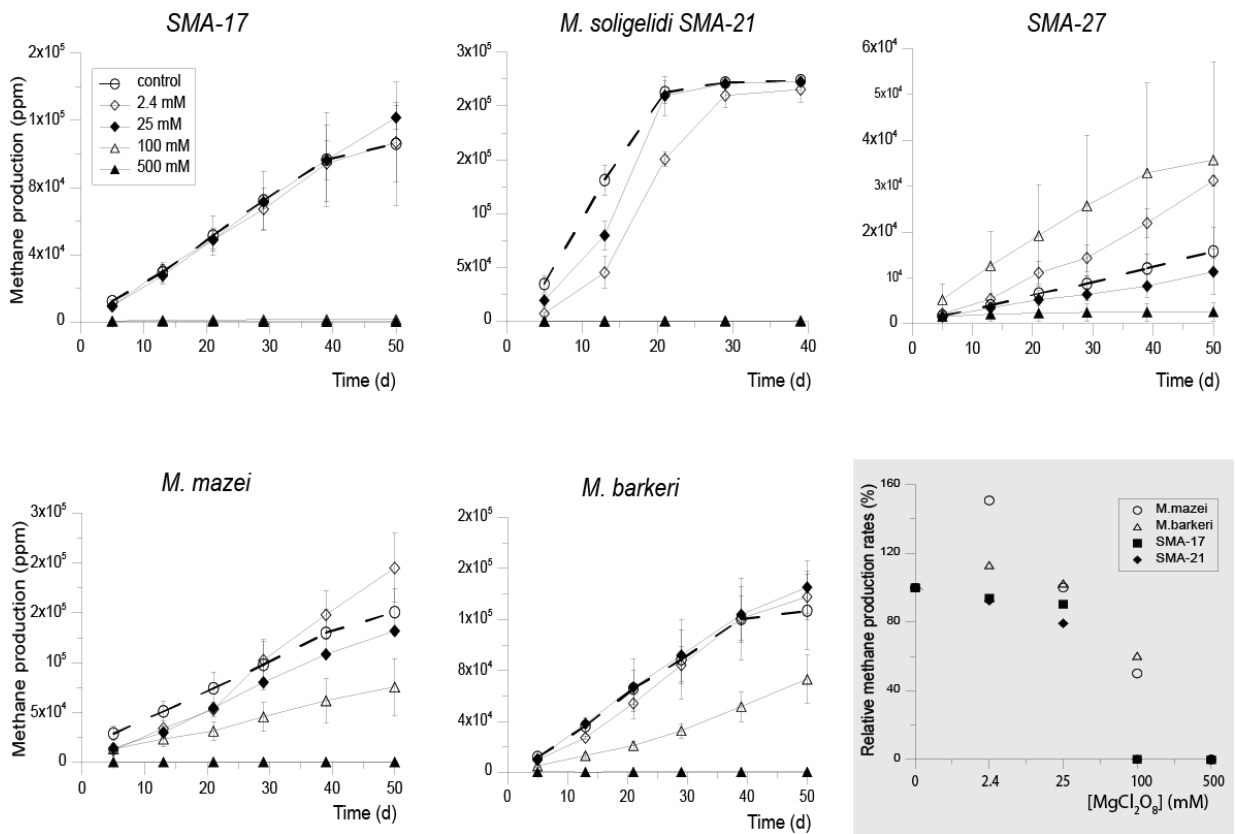 SMA-17
Methane production (ppm)
2x10⁵
1x10⁵
8x10⁴
4x10⁴
0
control
2.4 mM
25 mM
100 mM
500 mM
0 10 20 30 40 50
Time (d)
M. soligelidi SMA-21
3x10⁵
2x10⁵
2x10⁵
1x10⁵
5x10⁴
0
0 10 20 30 40
Time (d)
SMA-27
6x10⁴
5x10⁴
4x10⁴
3x10⁴
2x10⁴
10⁴
0
0 10 20 30 40 50
Time (d)
M. mazei
Methane production (ppm)
3x10⁵
2x10⁵
2x10⁵
1x10⁵
5x10⁴
0
0 10 20 30 40 50
Time (d)
M. barkeri
2x10⁵
2x10⁵
1x10⁵
8x10⁴
4x10⁴
0
0 10 20 30 40 50
Time (d)
Relative methane production rates (%)
160
120
80
40
0
M.mazei
M.barkeri
SMA-17
SMA-21
0 2.4 25 100 500
[MgCl₂O₈] (mM)